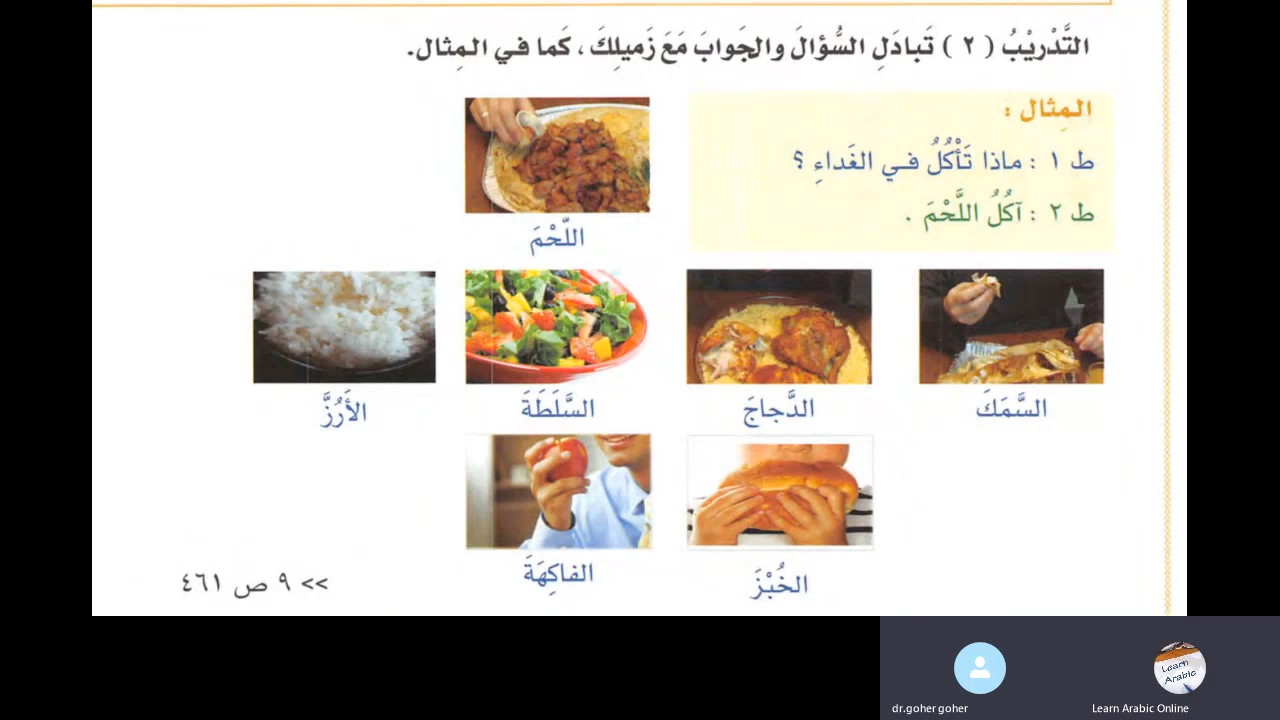 التَّدْرِيْبُ ( ٢ ) تَبادَلِ السُّؤالَ والجَوابَ مَعَ زَميلِكَ ، كَما في المِثال.
المِثال :
ط ١ : ماذا تَأْكُلُ في الغَداءِ ؟
ط ٢ : آكُلُ اللَّحْمَ .
اللَّحْمَ
السَّمَكَ
الدَّجاجَ
السَّلَطَةَ
الأَرُزَّ
الخُبْزَ
الفاكِهَةَ
>> ٩ ص ٤٦١
dr.goher goher
Learn Arabic
Learn Arabic Online